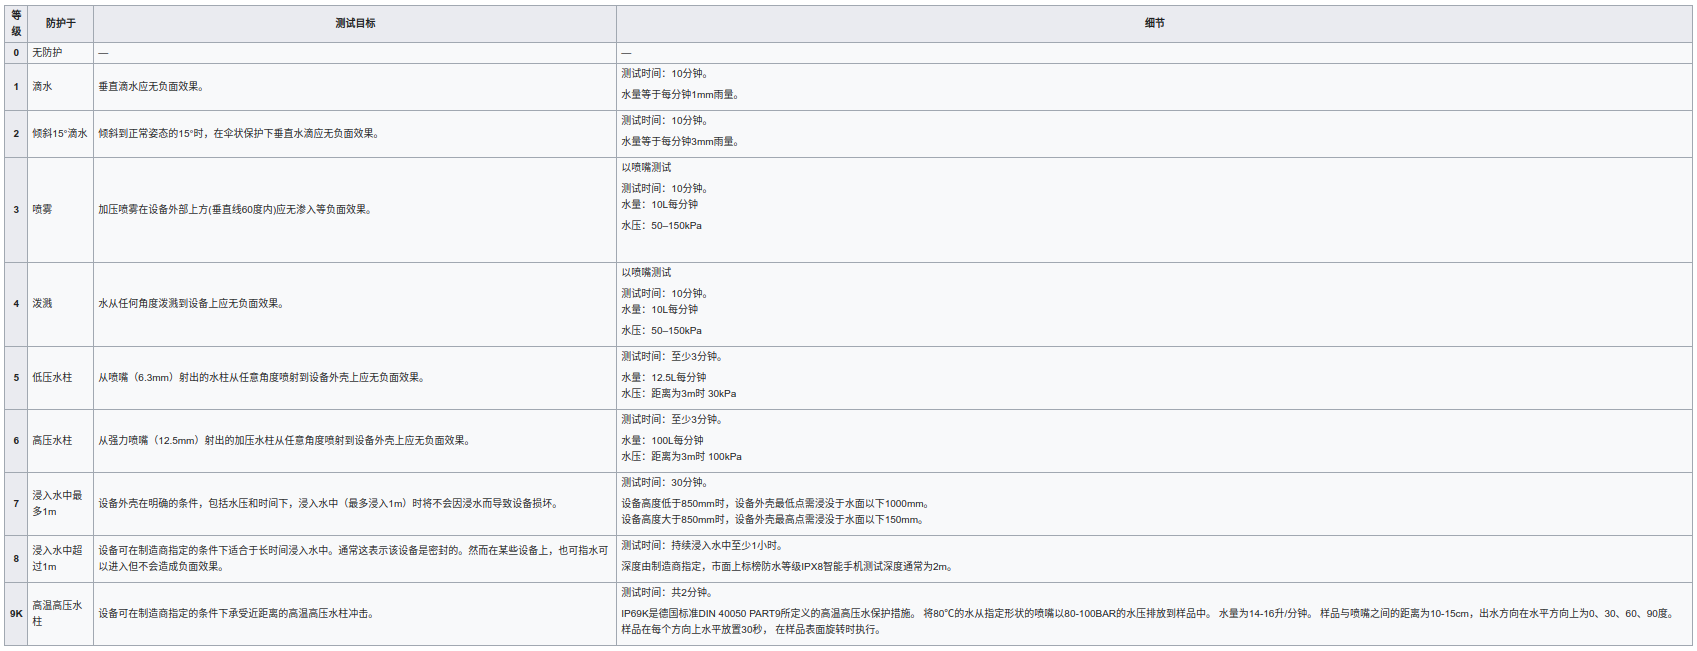 等级 防护于 测试目标 细节
0 无防护 — —
1 滴水 垂直滴水应无负面效果。 测试时间：10分钟。
水量等于每分钟1mm雨量。
2 倾斜15°滴水 倾斜到正常姿态的15°时，在伞状保护下垂直水滴应无负面效果。 测试时间：10分钟。
水量等于每分钟3mm雨量。
3 喷雾 加压喷雾在设备外部上方(垂直线60度内)应无渗入等负面效果。 以喷嘴测试
测试时间：10分钟。
水量：10L每分钟
水压：50–150kPa
4 泼溅 水从任何角度泼溅到设备上应无负面效果。 以喷嘴测试
测试时间：10分钟。
水量：10L每分钟
水压：50–150kPa
5 低压水柱 从喷嘴（6.3mm）射出的水柱从任意角度喷射到设备外壳上应无负面效果。 测试时间：至少3分钟。
水量：12.5L每分钟
水压：距离为3m时 30kPa
6 高压水柱 从强力喷嘴（12.5mm）射出的加压水柱从任意角度喷射到设备外壳上应无负面效果。 测试时间：至少3分钟。
水量：100L每分钟
水压：距离为3m时 100kPa
7 浸入水中最多1m 设备外壳在明确的条件，包括水压和时间下，浸入水中（最多浸入1m）时将不会因浸水而导致设备损坏。 测试时间：30分钟。
设备高度低于850mm时，设备外壳最低点需浸没于水面以下1000mm。
设备高度大于850mm时，设备外壳最高点需浸没于水面以下150mm。
8 浸入水中超过1m 设备可在制造商指定的条件下适合于长时间浸入水中。通常这表示该设备是密封的。然而在某些设备上，也可指水可以进入但不会造成负面效果。 测试时间：持续浸入水中至少1小时。
深度由制造商指定，市面上标榜防水等级IPX8智能手机测试深度通常为2m。
9K 高温高压水柱 设备可在制造商指定的条件下承受近距离的高温高压水柱冲击。 测试时间：共2分钟。
IP69K是德国标准DIN 40050 PART9所定义的高温高压水保护措施。 将80°C的水从指定形状的喷嘴以80-100BAR的水压排放到样品中。 水量为14-16升/分钟。 样品与喷嘴之间的距离为10-15cm，出水方向在水平方向上为0、30、60、90度。
样品在每个方向上水平放置30秒， 在样品表面旋转时执行。